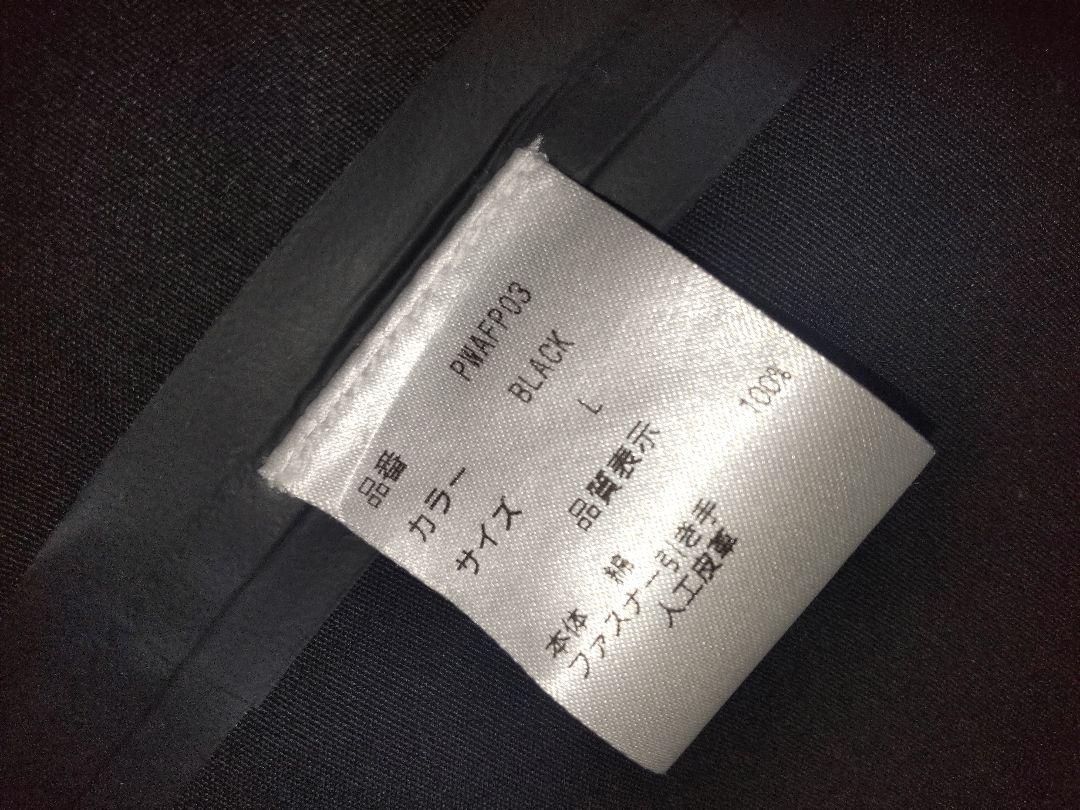 品番 PWAFP03
カラー BLACK
サイズ L
品質表示
本体 綿 100%
ファスナー引き手
人工皮革